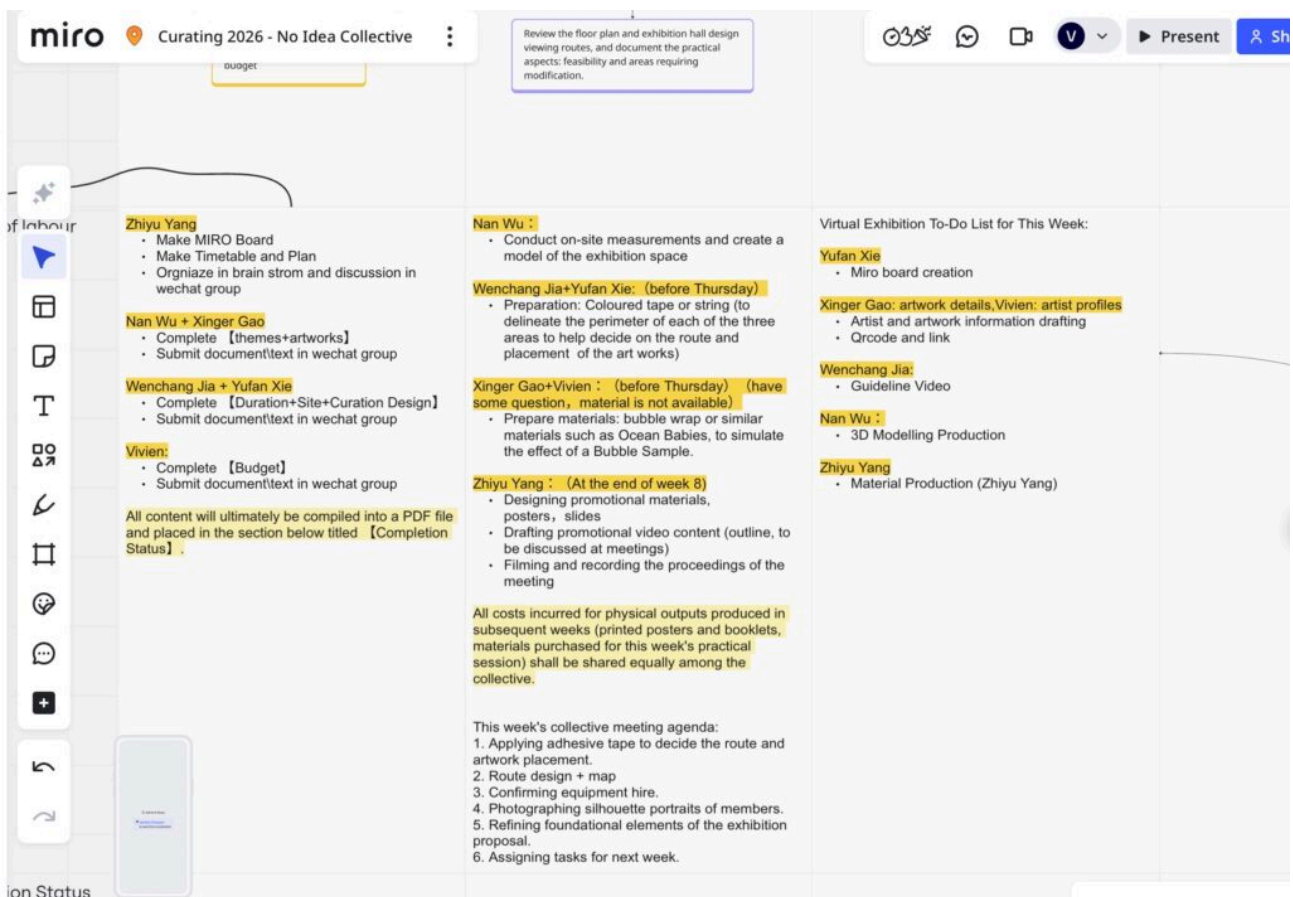 miro
Curating 2026 - No Idea Collective
Present
Sh
budget
Review the floor plan and exhibition hall design
viewing routes, and document the practical
aspects: feasibility and areas requiring
modification.
of labour
Zhiyu Yang
• Make MIRO Board
• Make Timetable and Plan
• Orgniaze in brain strom and discussion in
wechat group
Nan Wu + Xinger Gao
• Complete 【themes+artworks】
• Submit document\text in wechat group
Wenchang Jia + Yufan Xie
• Complete 【Duration+Site+Curation Design】
• Submit document\text in wechat group
Vivien:
• Complete 【Budget】
• Submit document\text in wechat group
All content will ultimately be compiled into a PDF file
and placed in the section below titled 【Completion
Status】.
Nan Wu：
• Conduct on-site measurements and create a
model of the exhibition space
Wenchang Jia+Yufan Xie:（before Thursday）
• Preparation: Coloured tape or string (to
delineate the perimeter of each of the three
areas to help decide on the route and
placement of the art works)
Xinger Gao+Vivien：（before Thursday）（have
some question，material is not available）
• Prepare materials: bubble wrap or similar
materials such as Ocean Babies, to simulate
the effect of a Bubble Sample.
Zhiyu Yang：（At the end of week 8)
• Designing promotional materials,
posters，slides
• Drafting promotional video content (outline, to
be discussed at meetings)
• Filming and recording the proceedings of the
meeting
All costs incurred for physical outputs produced in
subsequent weeks (printed posters and booklets,
materials purchased for this week's practical
session) shall be shared equally among the
collective.
This week's collective meeting agenda:
1. Applying adhesive tape to decide the route and
artwork placement.
2. Route design + map
3. Confirming equipment hire.
4. Photographing silhouette portraits of members.
5. Refining foundational elements of the exhibition
proposal.
6. Assigning tasks for next week.
Virtual Exhibition To-Do List for This Week:
Yufan Xie
• Miro board creation
Xinger Gao: artwork details,Vivien: artist profiles
• Artist and artwork information drafting
• Qrcode and link
Wenchang Jia:
• Guideline Video
Nan Wu：
• 3D Modelling Production
Zhiyu Yang
• Material Production (Zhiyu Yang)
ion Status